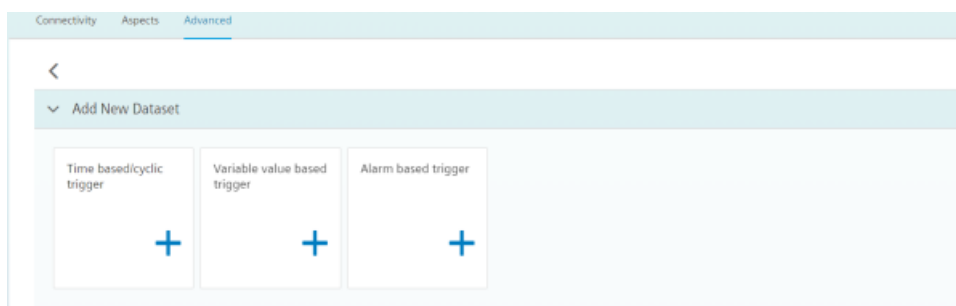 Connectivity Aspects Advanced
Add New Dataset
Time based/cyclic
trigger
Variable value based
trigger
Alarm based trigger